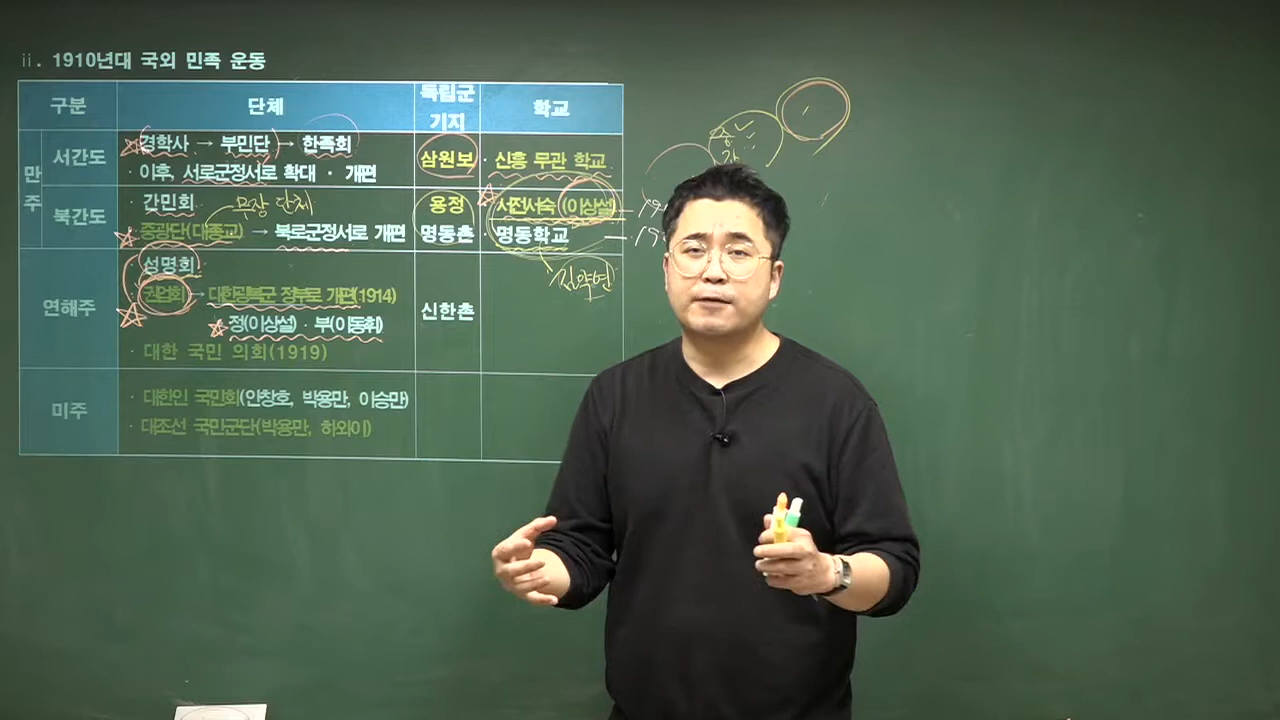 ⅱ. 1910년대 국외 민족 운동
구분 단체 독립군 기지 학교
만주
서간도
경학사 → 부민단 → 한족회
· 이후, 서로군정서로 확대 · 개편
삼원보
· 신흥 무관 학교
북간도
· 간민회 무장 단체
· 중광단(대종교) → 북로군정서로 개편
용정
명동촌
· 서전서숙 (이상설)
· 명동학교
김약연
연해주
· 성명회
· 권업회 → 대한광복군 정부로 개편(1914)
정(이상설) · 부(이동휘)
· 대한 국민 의회(1919)
신한촌
미주
· 대한인 국민회(안창호, 박용만, 이승만)
· 대조선 국민군단(박용만, 하와이)